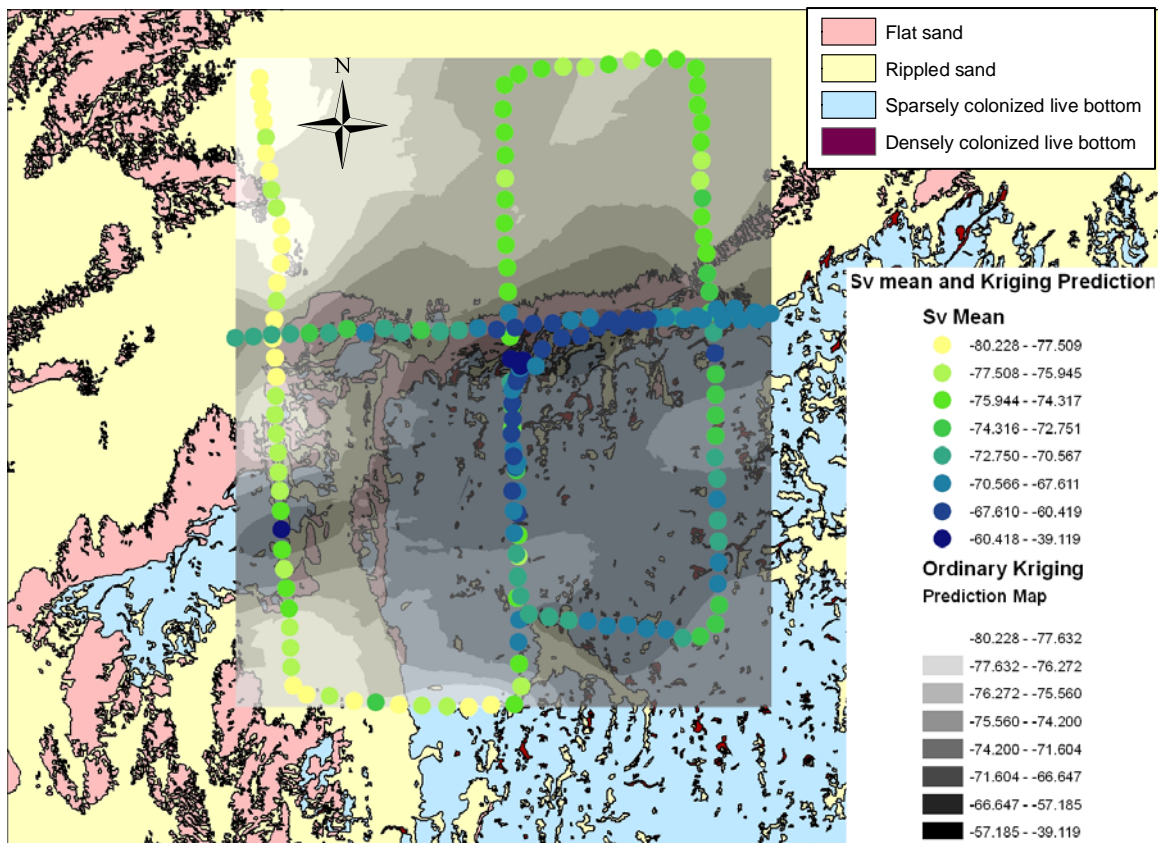 Flat sand
Rippled sand
Sparsely colonized live bottom
Densely colonized live bottom
N
Sv mean and Kriging Prediction
Sv Mean
-80.228 - -77.509
-77.508 - -75.945
-75.944 - -74.317
-74.316 - -72.751
-72.750 - -70.567
-70.566 - -67.611
-67.610 - -60.419
-60.418 - -39.119
Ordinary Kriging
Prediction Map
-80.228 - -77.632
-77.632 - -76.272
-76.272 - -75.560
-75.560 - -74.200
-74.200 - -71.604
-71.604 - -66.647
-66.647 - -57.185
-57.185 - -39.119